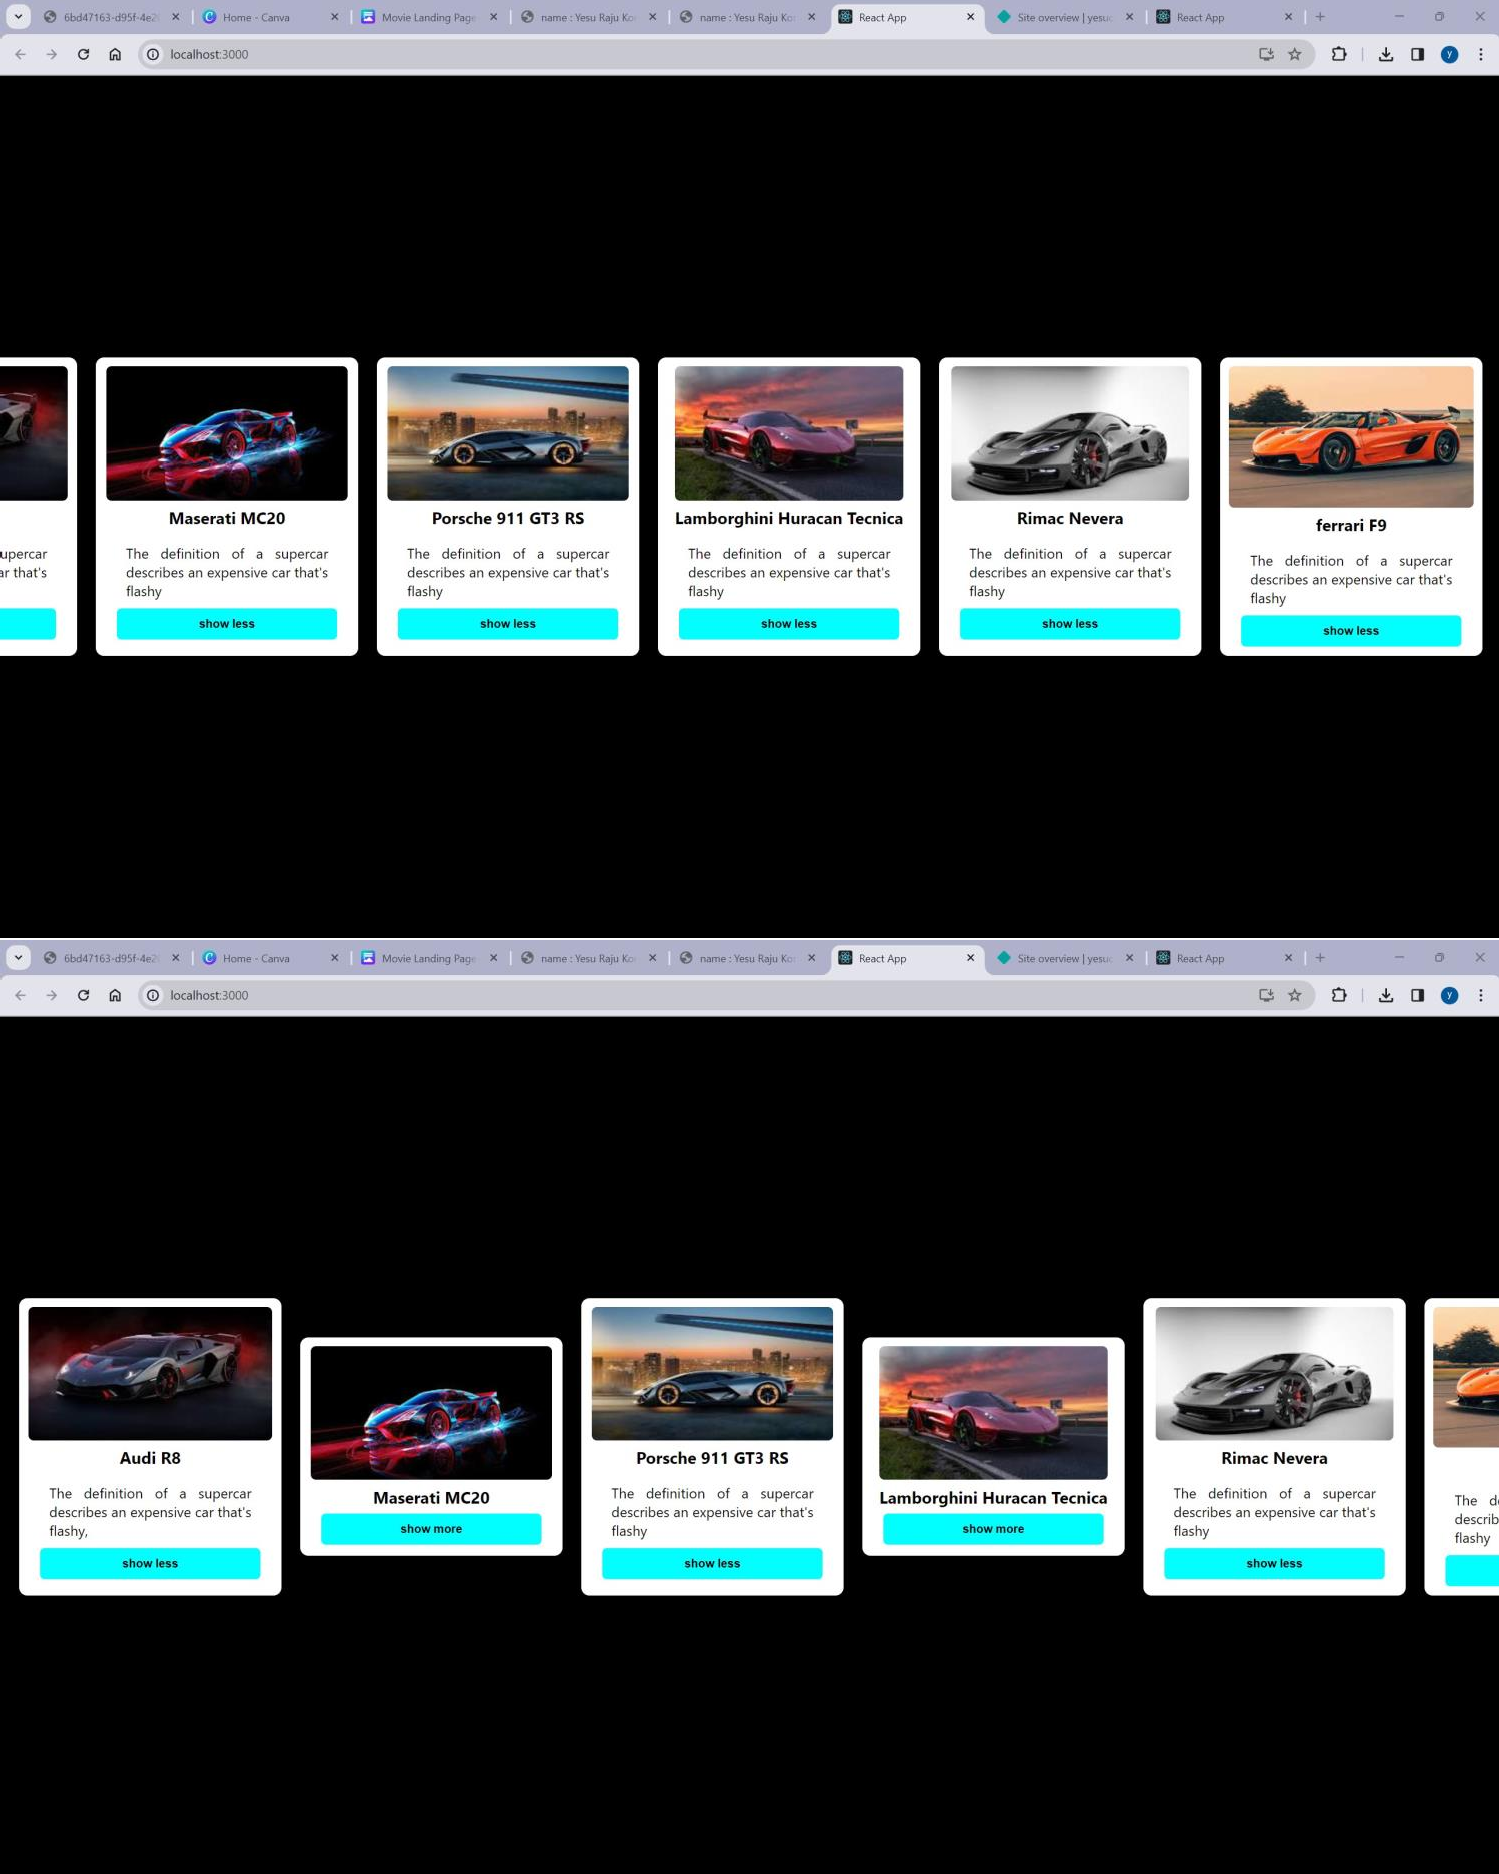 6bd47163-d95f-4e2
Home - Canva
Movie Landing Page
name : Yesu Raju Ko
name : Yesu Raju Ko
React App
Site overview | yesu
React App
localhost:3000
y
upercar
ar that's
Maserati MC20
The definition of a supercar
describes an expensive car that's
flashy
show less
Porsche 911 GT3 RS
The definition of a supercar
describes an expensive car that's
flashy
show less
Lamborghini Huracan Tecnica
The definition of a supercar
describes an expensive car that's
flashy
show less
Rimac Nevera
The definition of a supercar
describes an expensive car that's
flashy
show less
ferrari F9
The definition of a supercar
describes an expensive car that's
flashy
show less
6bd47163-d95f-4e2
Home - Canva
Movie Landing Page
name : Yesu Raju Ko
name : Yesu Raju Ko
React App
Site overview | yesu
React App
localhost:3000
y
Audi R8
The definition of a supercar
describes an expensive car that's
flashy,
show less
Maserati MC20
show more
Porsche 911 GT3 RS
The definition of a supercar
describes an expensive car that's
flashy
show less
Lamborghini Huracan Tecnica
show more
Rimac Nevera
The definition of a supercar
describes an expensive car that's
flashy
show less
The d
describ
flashy